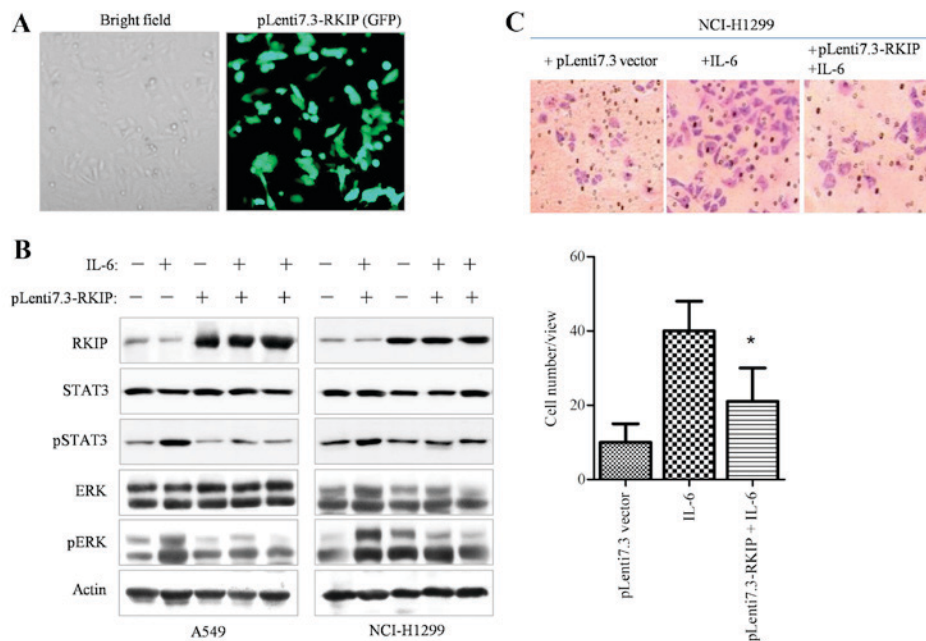 A
Bright field
pLenti7.3-RKIP (GFP)
B
IL-6: − + − + + − + − + +
pLenti7.3-RKIP: − − + + + − + − + +
RKIP
STAT3
pSTAT3
ERK
pERK
Actin
A549
NCI-H1299
C
NCI-H1299
+ pLenti7.3 vector
+IL-6
+pLenti7.3-RKIP
+IL-6
Cell number/view
60
40
20
0
*
pLenti7.3 vector
IL-6
pLenti7.3-RKIP + IL-6